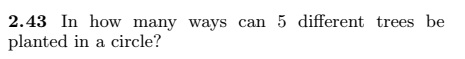 2.43 In how many ways can 5 different trees be
planted in a circle?